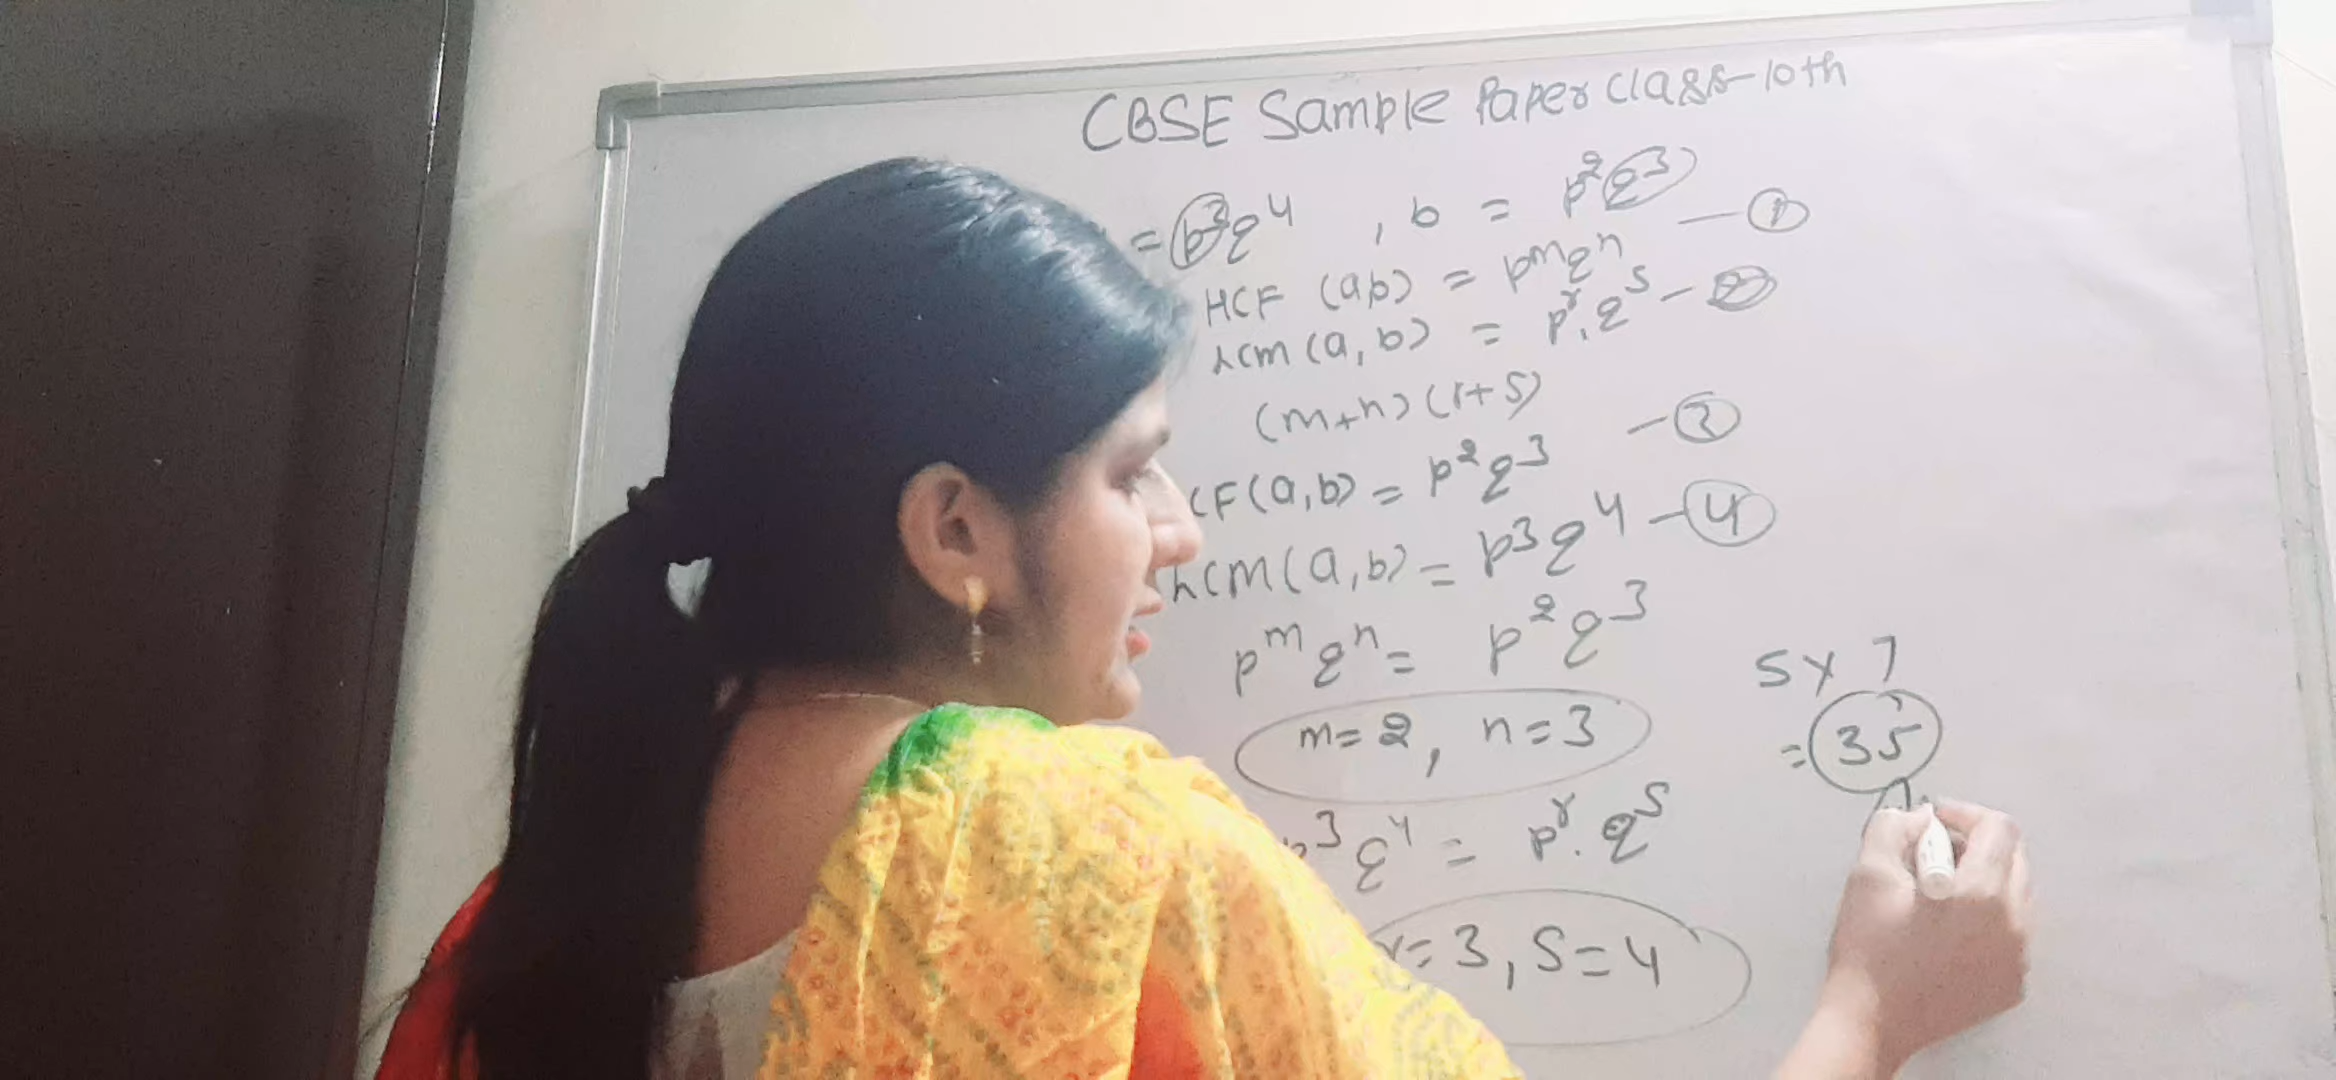 CBSE Sample Paper Class-10th
= p³q⁴ , b = p²q³
HCF (a,b) = pᵐqⁿ — ①
LCM (a, b) = pʳ. qˢ — ②
(m+n) (r+s)
CF (a, b) = p²q³ — ③
LCM (a, b) = p³q⁴ — ④
pᵐqⁿ = p²q³
m=2, n=3
p³q⁴ = pʳ. qˢ
r=3, S=4
5 x 7
= 35